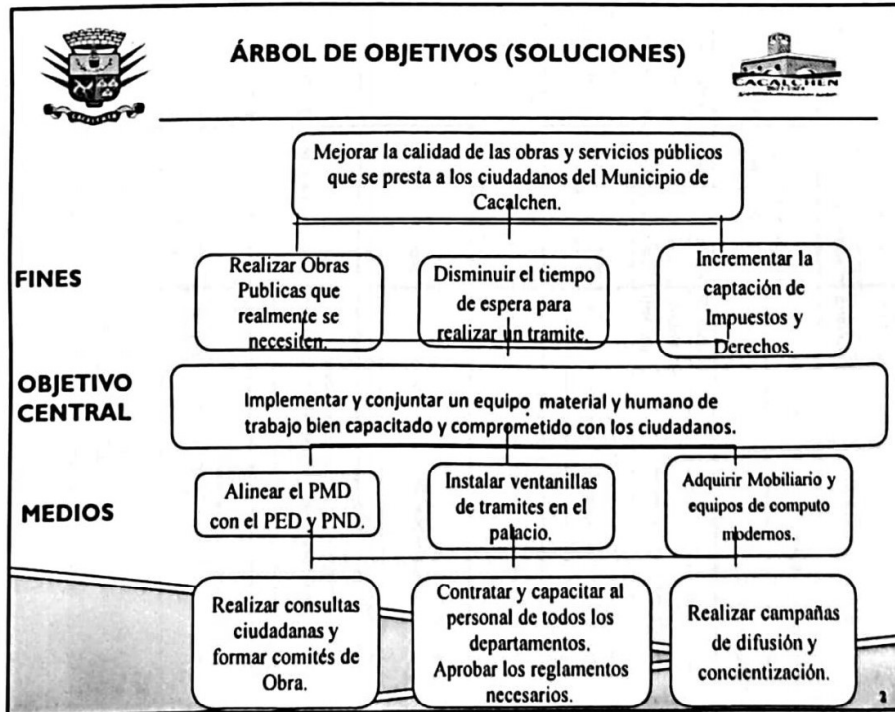 ÁRBOL DE OBJETIVOS (SOLUCIONES)
CACALCHEN
Mejorar la calidad de las obras y servicios públicos
que se presta a los ciudadanos del Municipio de
Cacalchen.
FINES
Realizar Obras
Publicas que
realmente se
necesiten.
Disminuir el tiempo
de espera para
realizar un tramite.
Incrementar la
captación de
Impuestos y
Derechos.
OBJETIVO
CENTRAL
Implementar y conjuntar un equipo material y humano de
trabajo bien capacitado y comprometido con los ciudadanos.
MEDIOS
Alinear el PMD
con el PED y PND.
Instalar ventanillas
de tramites en el
palacio.
Adquirir Mobiliario y
equipos de computo
modernos.
Realizar consultas
ciudadanas y
formar comités de
Obra.
Contratar y capacitar al
personal de todos los
departamentos.
Aprobar los reglamentos
necesarios.
Realizar campañas
de difusión y
concientización.